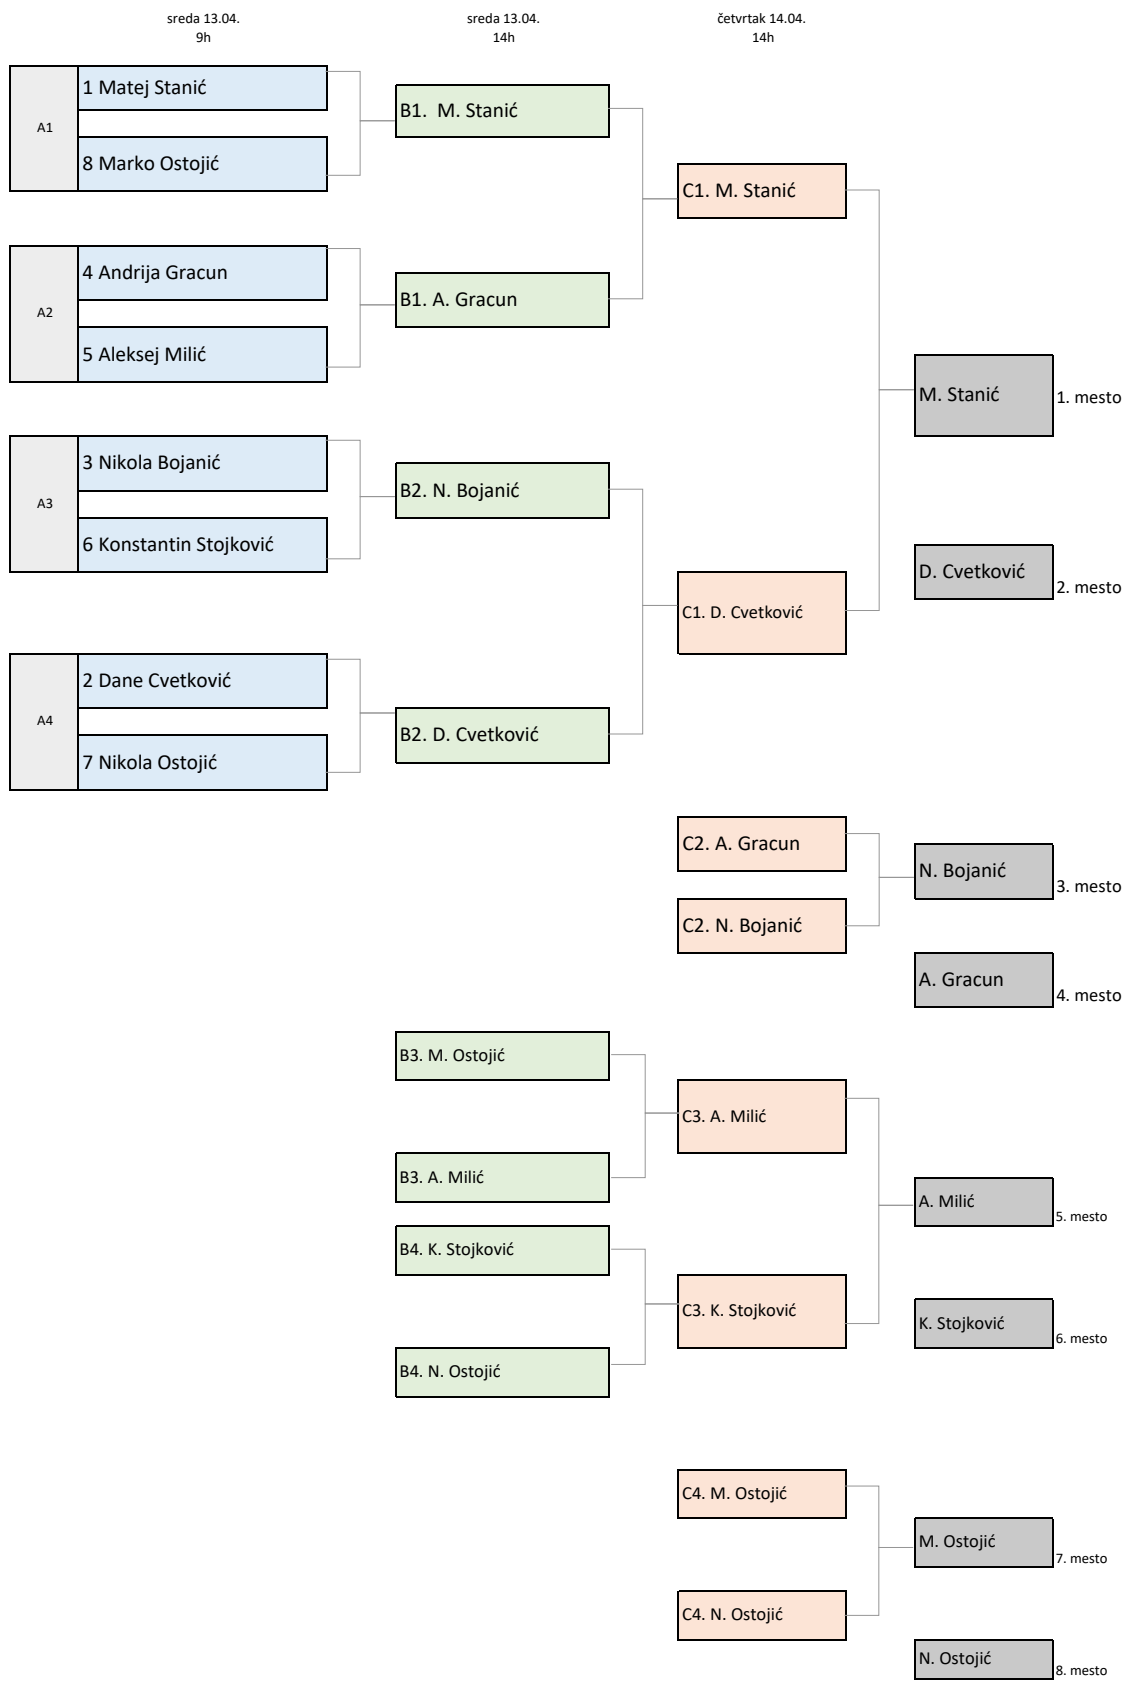 sreda 13.04.
9h
sreda 13.04.
14h
četvrtak 14.04.
14h
A1
1 Matej Stanić
8 Marko Ostojić
B1.  M. Stanić
C1. M. Stanić
A2
4 Andrija Gracun
5 Aleksej Milić
B1. A. Gracun
M. Stanić
1. mesto
A3
3 Nikola Bojanić
6 Konstantin Stojković
B2. N. Bojanić
D. Cvetković
2. mesto
C1. D. Cvetković
A4
2 Dane Cvetković
7 Nikola Ostojić
B2. D. Cvetković
C2. A. Gracun
N. Bojanić
3. mesto
C2. N. Bojanić
A. Gracun
4. mesto
B3. M. Ostojić
C3. A. Milić
B3. A. Milić
A. Milić
5. mesto
B4. K. Stojković
C3. K. Stojković
K. Stojković
6. mesto
B4. N. Ostojić
C4. M. Ostojić
M. Ostojić
7. mesto
C4. N. Ostojić
N. Ostojić
8. mesto